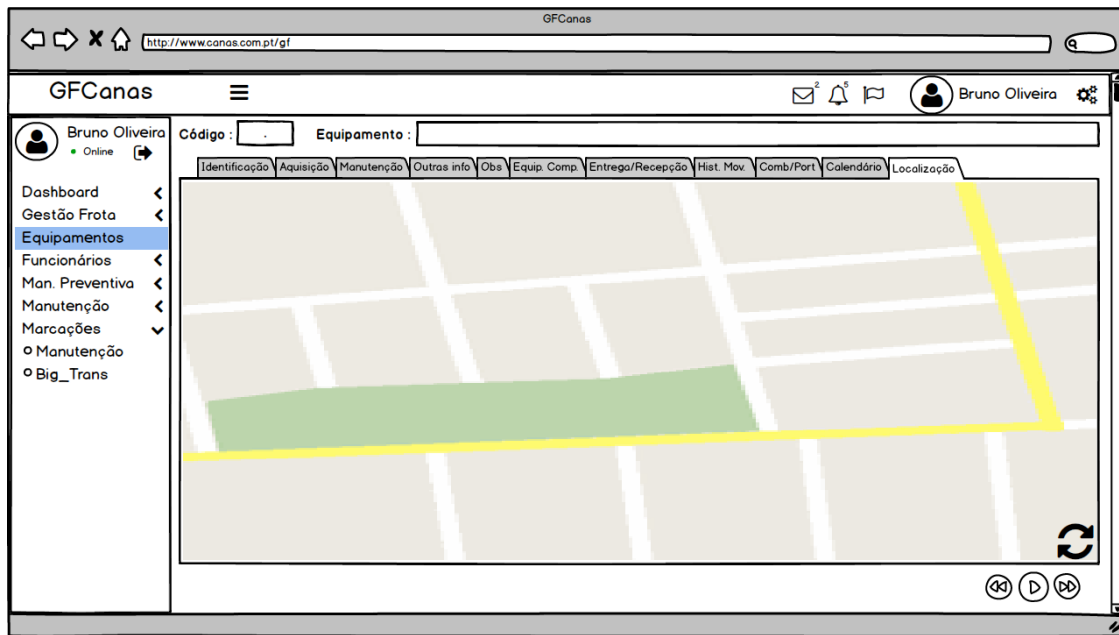 GFCanas
http://www.canas.com.pt/gf
GFCanas 2 5 Bruno Oliveira
Bruno Oliveira
Online
Código : . Equipamento :
Identificação Aquisição Manutenção Outras info Obs Equip. Comp. Entrega/Recepção Hist. Mov. Comb/Port Calendário Localização
Dashboard
Gestão Frota
Equipamentos
Funcionários
Man. Preventiva
Manutenção
Marcações
Manutenção
Big_Trans